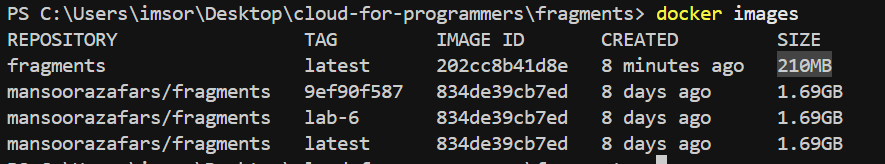 PS C:\Users\imsor\Desktop\cloud-for-programmers\fragments> docker images
REPOSITORY TAG IMAGE ID CREATED SIZE
fragments latest 202cc8b41d8e 8 minutes ago 210MB
mansoorazafars/fragments 9ef90f587 834de39cb7ed 8 days ago 1.69GB
mansoorazafars/fragments lab-6 834de39cb7ed 8 days ago 1.69GB
mansoorazafars/fragments latest 834de39cb7ed 8 days ago 1.69GB